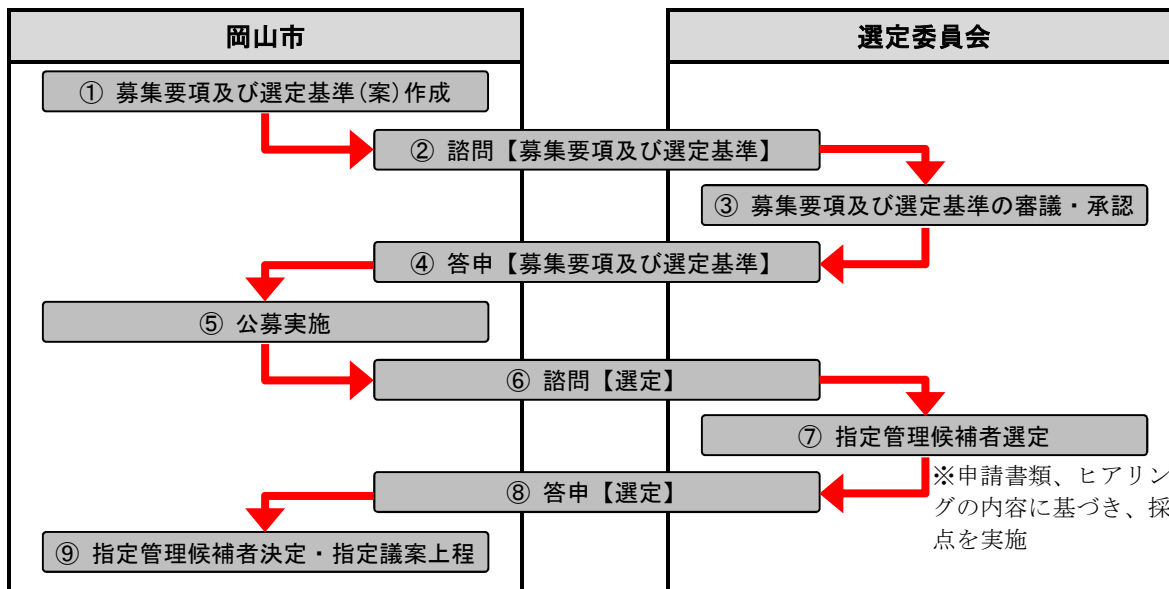 岡山市
選定委員会
① 募集要項及び選定基準(案)作成
② 諮問【募集要項及び選定基準】
③ 募集要項及び選定基準の審議・承認
④ 答申【募集要項及び選定基準】
⑤ 公募実施
⑥ 諮問【選定】
⑦ 指定管理候補者選定
※申請書類、ヒアリン
グの内容に基づき、採
点を実施
⑧ 答申【選定】
⑨ 指定管理候補者決定・指定議案上程